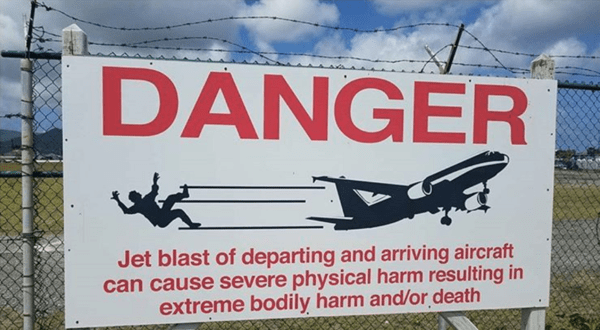 DANGER
Jet blast of departing and arriving aircraft
can cause severe physical harm resulting in
extreme bodily harm and/or death